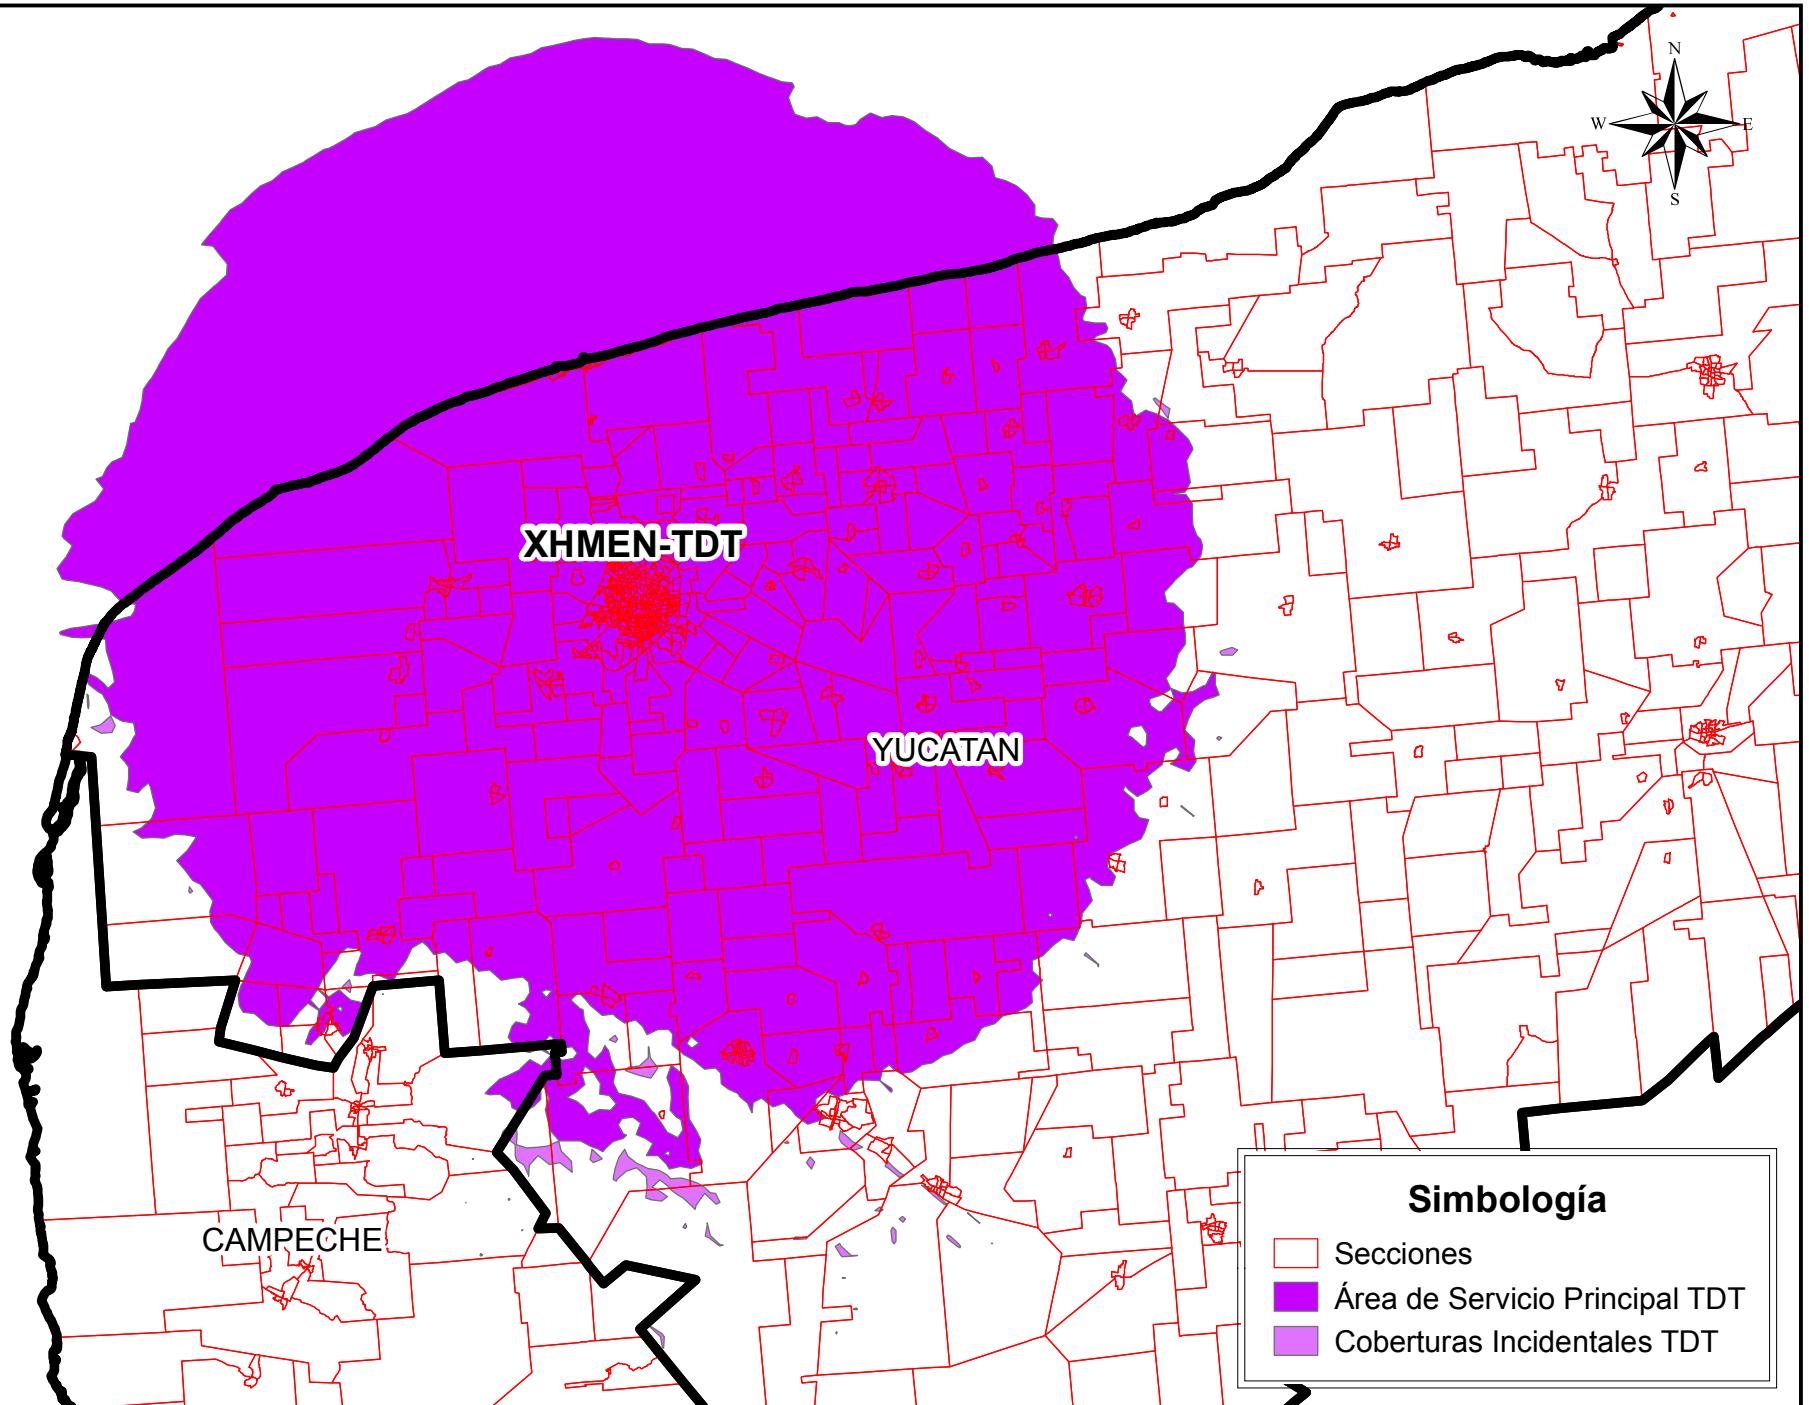 N
W E
S
XHMEN-TDT
YUCATAN
CAMPECHE
Simbología
Secciones
Área de Servicio Principal TDT
Coberturas Incidentales TDT